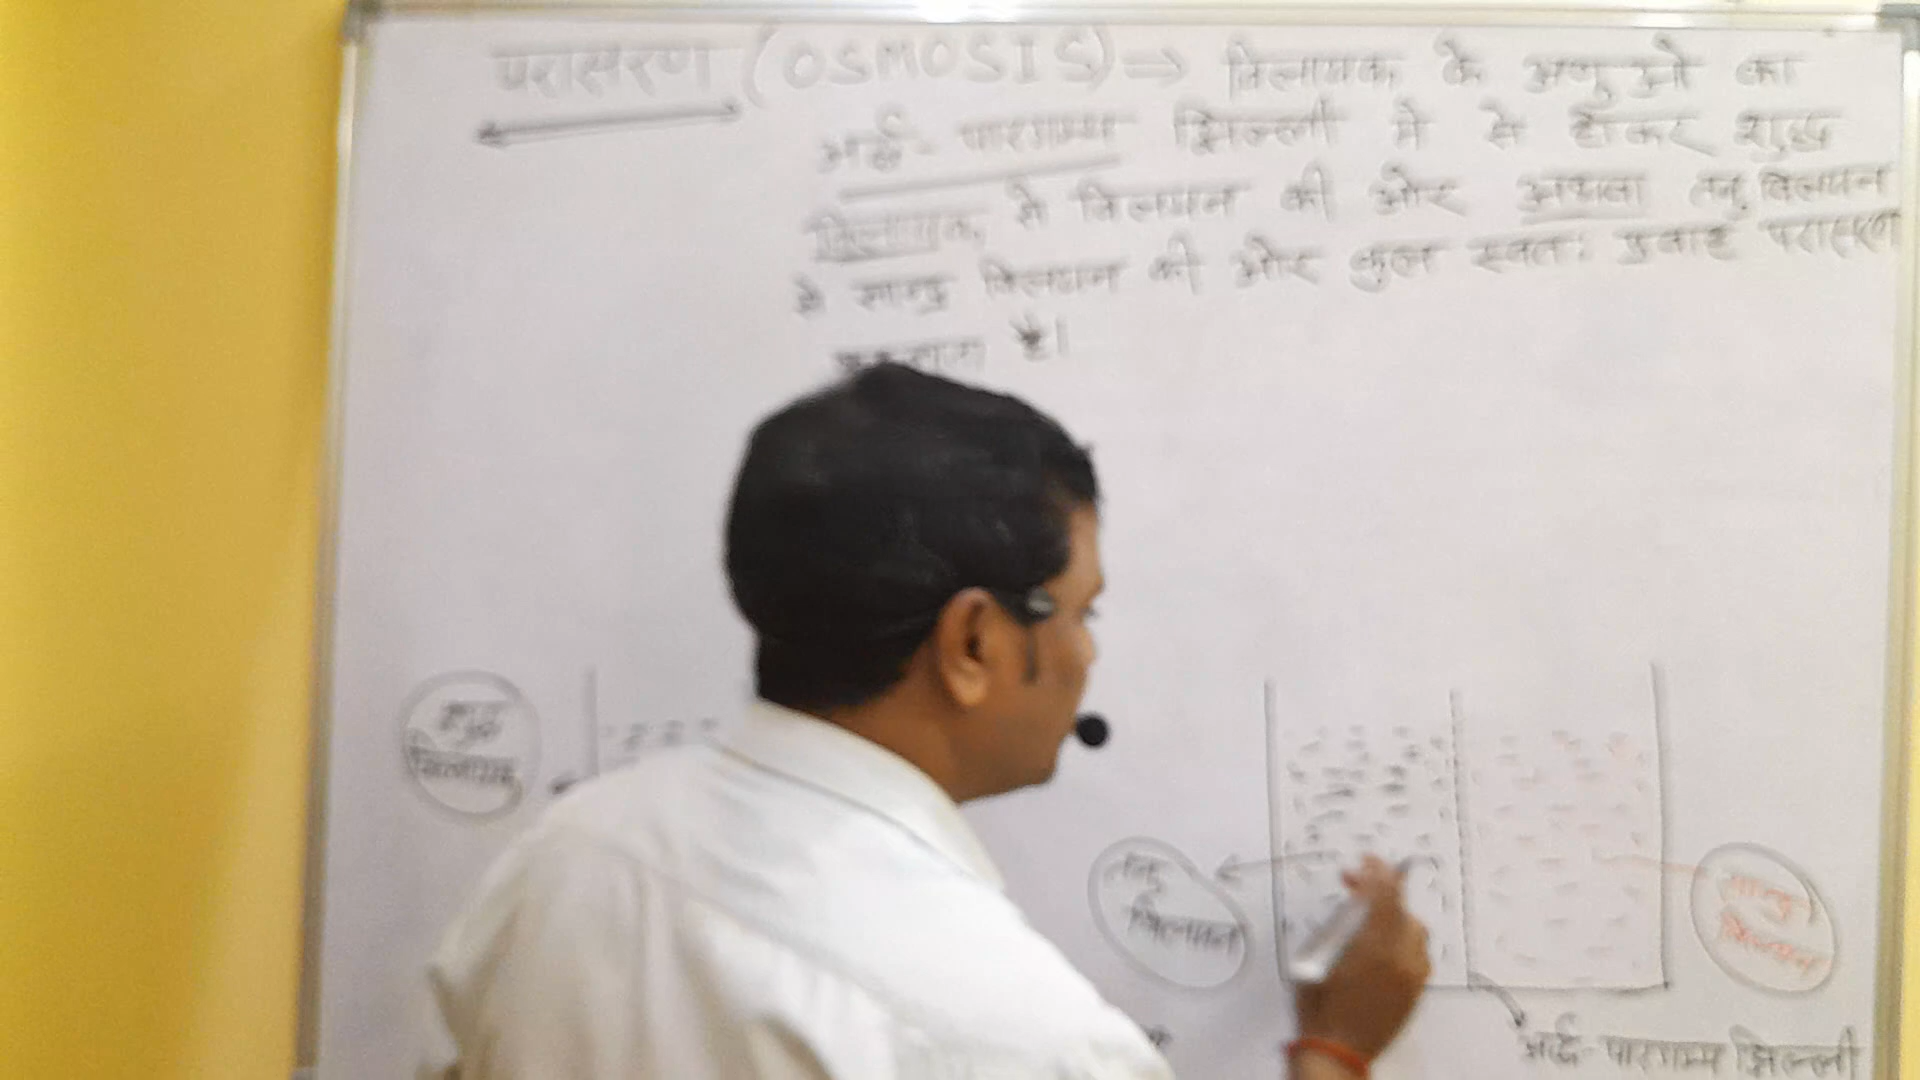 परासरण (OSMOSIS) ⇒ विलायक के अणुओ का
अर्द्ध-पारगम्य झिल्ली मे से होकर शुद्ध
विलायक से विलयन की ओर अथवा तनु विलयन
से सान्द्र विलयन की ओर कुल स्वतः प्रवाह परासरण
है।
शुद्ध
विलायक
तनु
विलयन
सान्द्र
विलयन
अर्द्ध-पारगम्य झिल्ली